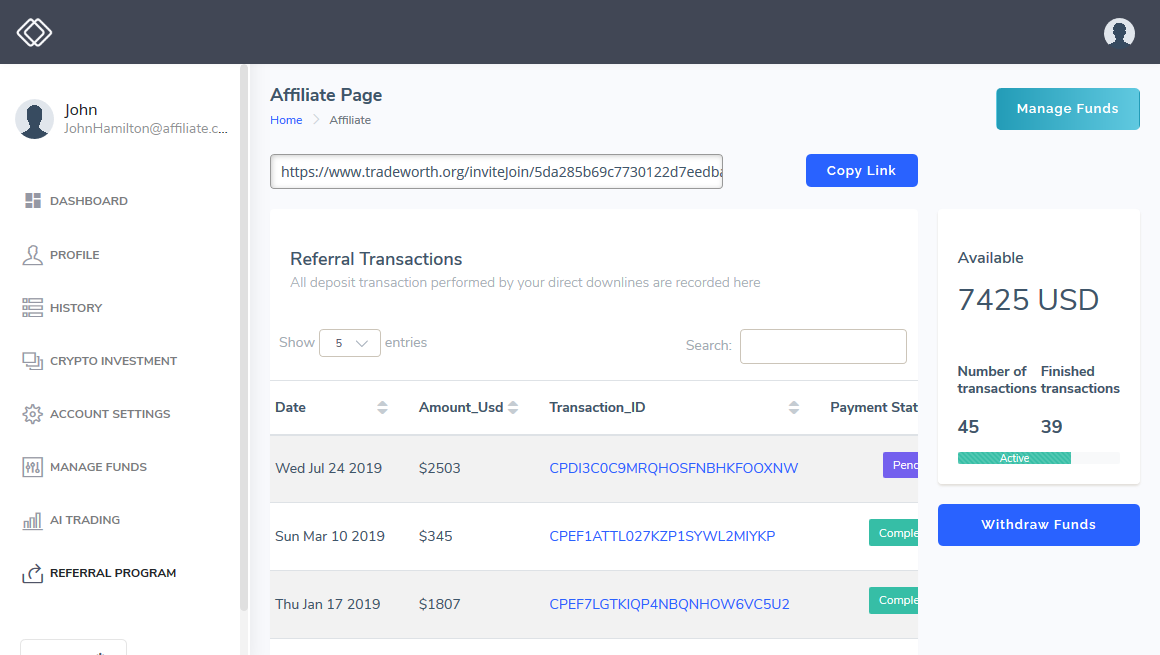 John
JohnHamilton@affiliate.c...
DASHBOARD
PROFILE
HISTORY
CRYPTO INVESTMENT
ACCOUNT SETTINGS
MANAGE FUNDS
AI TRADING
REFERRAL PROGRAM
Affiliate Page
Home Affiliate
Manage Funds
https://www.tradeworth.org/inviteJoin/5da285b69c7730122d7eedba
Copy Link
Referral Transactions
All deposit transaction performed by your direct downlines are recorded here
Show 5 entries
Search:
Date Amount_Usd Transaction_ID Payment Stat
Wed Jul 24 2019 $2503 CPDI3C0C9MRQHOSFNBHKFOOXNW Pend
Sun Mar 10 2019 $345 CPEF1ATTL027KZP1SYWL2MIYKP Comple
Thu Jan 17 2019 $1807 CPEF7LGTKIQP4NBQNHOW6VC5U2 Comple
Available
7425 USD
Number of transactions
Finished transactions
45
39
Active
Withdraw Funds